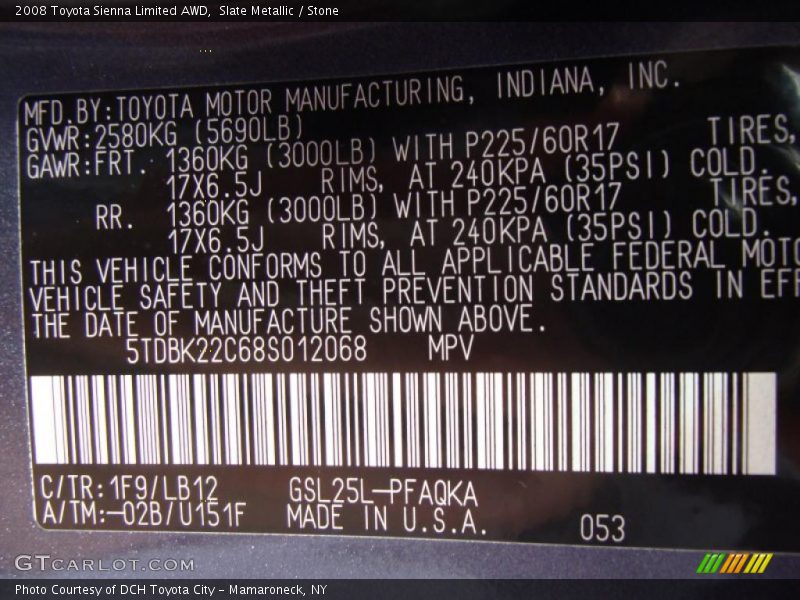 2008 Toyota Sienna Limited AWD,  Slate Metallic / Stone
MFD.BY:TOYOTA MOTOR MANUFACTURING, INDIANA, INC.
GVWR:2580KG (5690LB)
GAWR:FRT. 1360KG (3000LB) WITH P225/60R17 TIRES,
17X6.5J RIMS, AT 240KPA (35PSI) COLD.
RR. 1360KG (3000LB) WITH P225/60R17 TIRES,
17X6.5J RIMS, AT 240KPA (35PSI) COLD.
THIS VEHICLE CONFORMS TO ALL APPLICABLE FEDERAL MOTO
VEHICLE SAFETY AND THEFT PREVENTION STANDARDS IN EFF
THE DATE OF MANUFACTURE SHOWN ABOVE.
5TDBK22C68S012068 MPV
C/TR:1F9/LB12 GSL25L-PFAQKA
A/TM:-02B/U151F MADE IN U.S.A. 053
GTCARLOT.COM
Photo Courtesy of DCH Toyota City - Mamaroneck, NY